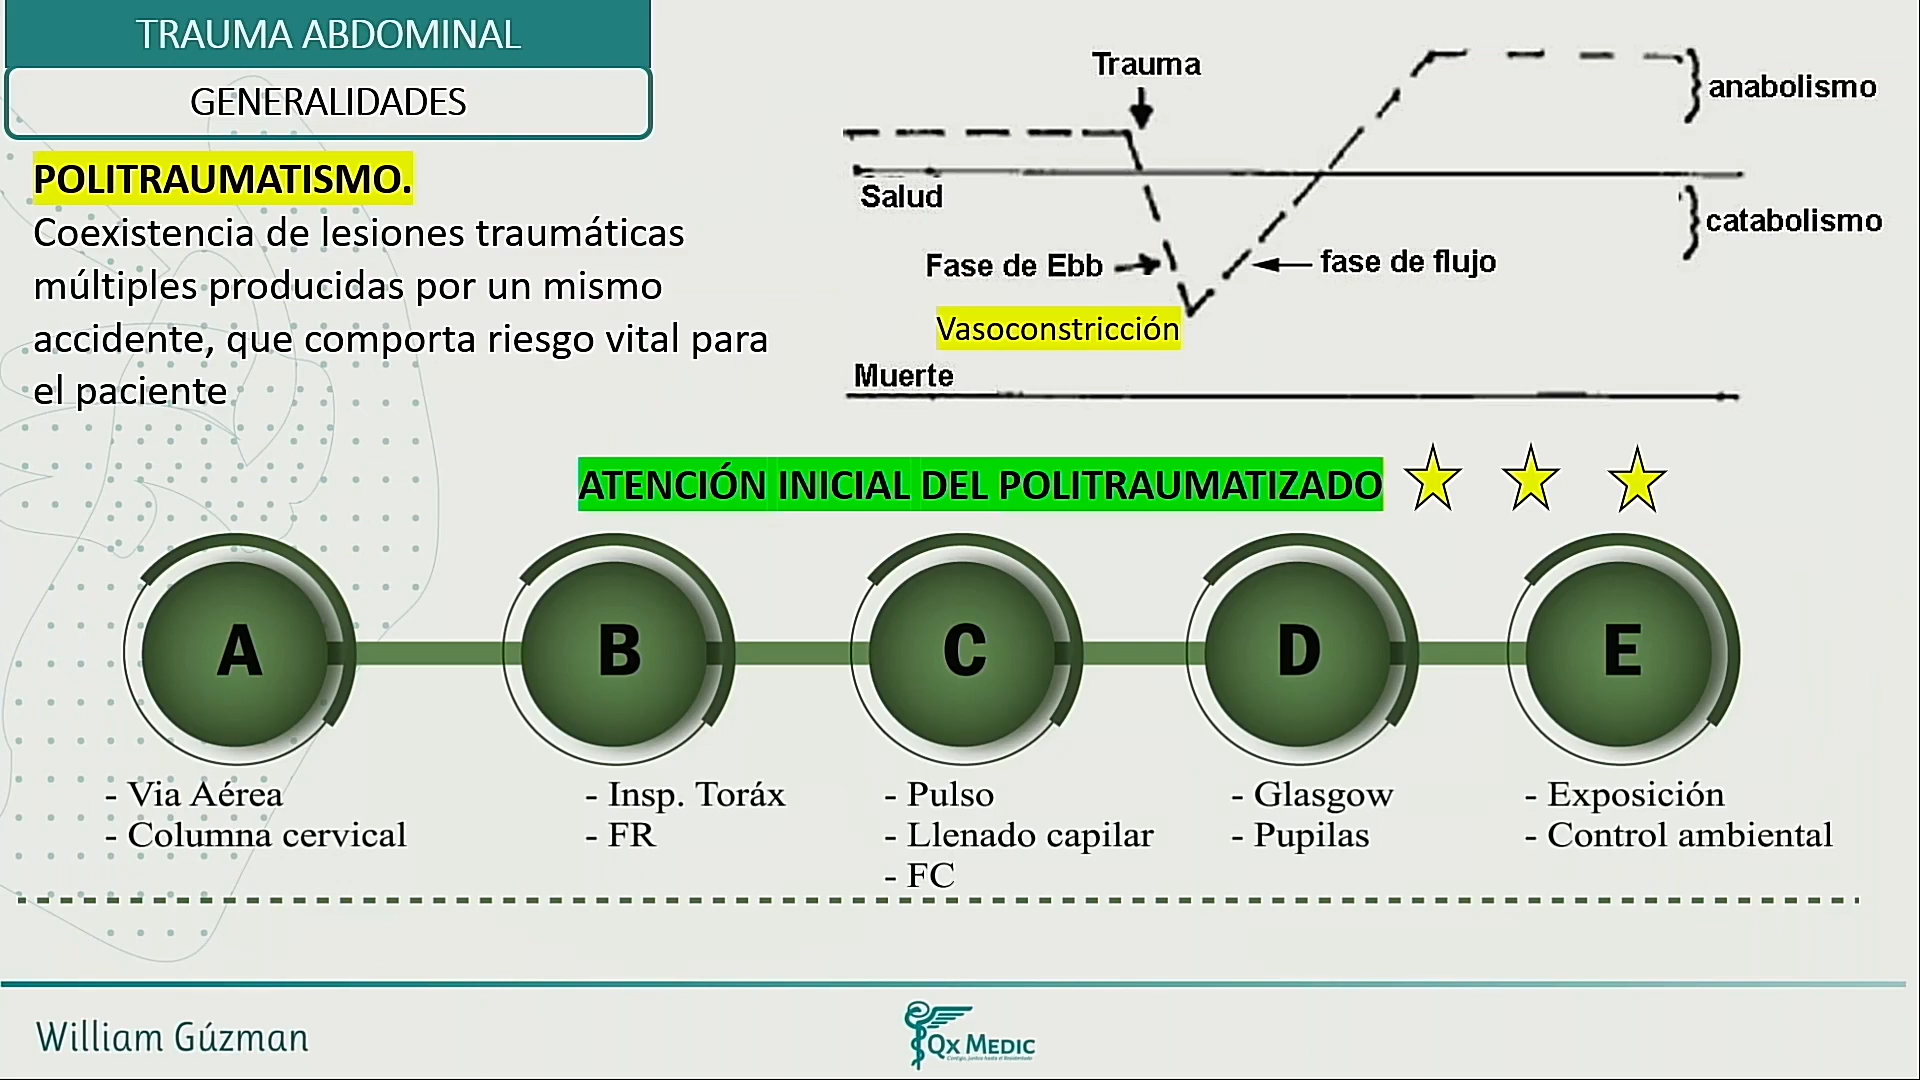 TRAUMA ABDOMINAL
GENERALIDADES
POLITRAUMATISMO.
Coexistencia de lesiones traumáticas
múltiples producidas por un mismo
accidente, que comporta riesgo vital para
el paciente
Trauma
anabolismo
Salud
catabolismo
Fase de Ebb
fase de flujo
Vasoconstricción
Muerte
ATENCIÓN INICIAL DEL POLITRAUMATIZADO
A
B
C
D
E
- Via Aérea
- Columna cervical
- Insp. Toráx
- FR
- Pulso
- Llenado capilar
- FC
- Glasgow
- Pupilas
- Exposición
- Control ambiental
William Gúzman
QX MEDIC